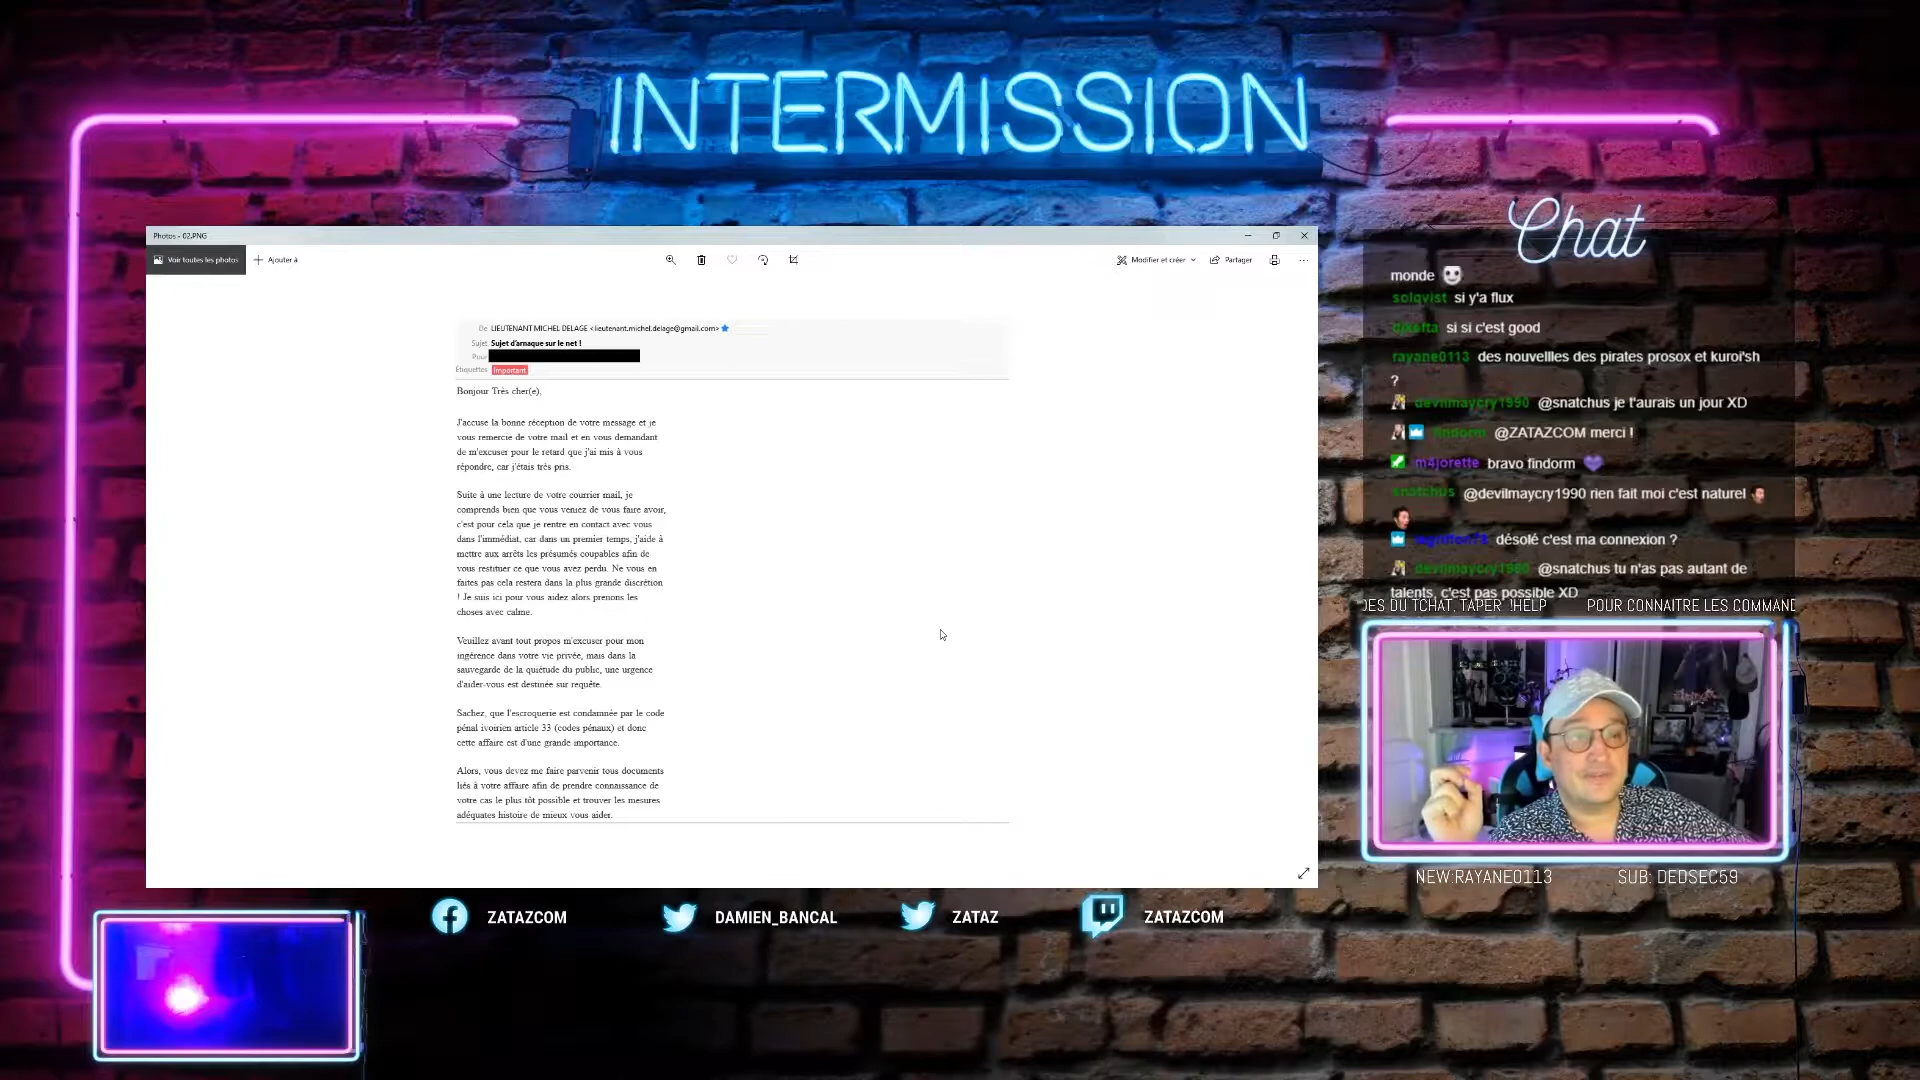 INTERMISSION
Photos - 02.PNG
Voir toutes les photos
Ajouter à
Modifier et créer
Partager
De LIEUTENANT MICHEL DELAGE <lieutenant.michel.delage@gmail.com>
Sujet Sujet d'arnaque sur le net !
Pour
Étiquettes Important
Bonjour Très cher(e),
J'accuse la bonne réception de votre message et je
vous remercie de votre mail et en vous demandant
de m'excuser pour le retard que j'ai mis à vous
répondre, car j'étais très pris.
Suite à une lecture de votre courrier mail, je
comprends bien que vous veniez de vous faire avoir,
c'est pour cela que je rentre en contact avec vous
dans l'immédiat, car dans un premier temps, j'aide à
mettre aux arrêts les présumés coupables afin de
vous restituer ce que vous avez perdu. Ne vous en
faites pas cela restera dans la plus grande discrétion
! Je suis ici pour vous aidez alors prenons les
choses avec calme.
Veuillez avant tout propos m'excuser pour mon
ingérence dans votre vie privée, mais dans la
sauvegarde de la quiétude du public, une urgence
d'aider-vous est destinée sur requête.
Sachez, que l'escroquerie est condamnée par le code
pénal ivoirien article 33 (codes pénaux) et donc
cette affaire est d'une grande importance.
Alors, vous devez me faire parvenir tous documents
liés à votre affaire afin de prendre connaissance de
votre cas le plus tôt possible et trouver les mesures
adéquates histoire de mieux vous aider.
Chat
monde
solqvist si y'a flux
si si c'est good
rayane0113 des nouvellles des pirates prosox et kuroi'sh
?
devilmaycry1990 @snatchus je t'aurais un jour XD
findorm @ZATAZCOM merci !
m4jorette bravo findorm
snatchus @devilmaycry1990 rien fait moi c'est naturel
désolé c'est ma connexion ?
devilmaycry1990 @snatchus tu n'as pas autant de
talents, c'est pas possible XD
DES DU TCHAT, TAPER !HELP POUR CONNAITRE LES COMMAND
NEW:RAYANE0113 SUB: DEDSEC59
ZATAZCOM DAMIEN_BANCAL ZATAZ ZATAZCOM